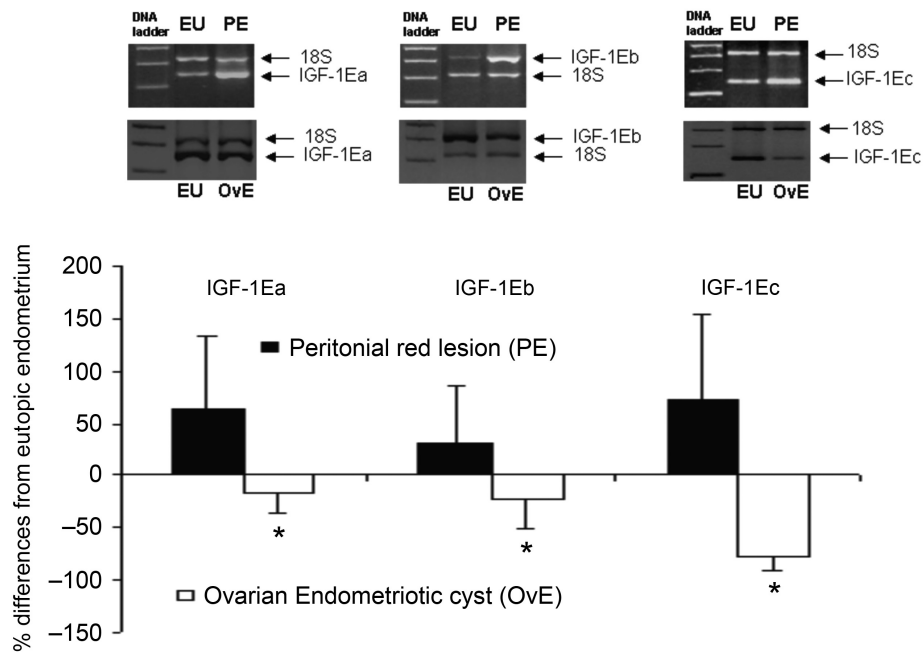 DNA ladder EU PE
18S
IGF-1Ea
DNA ladder EU PE
IGF-1Eb
18S
DNA ladder EU PE
18S
IGF-1Ec
18S
IGF-1Ea
EU OvE
IGF-1Eb
18S
EU OvE
18S
IGF-1Ec
EU OvE
% differences from eutopic endometrium
200
150
100
50
0
–50
–100
–150
IGF-1Ea IGF-1Eb IGF-1Ec
Peritonial red lesion (PE)
* * *
Ovarian Endometriotic cyst (OvE)